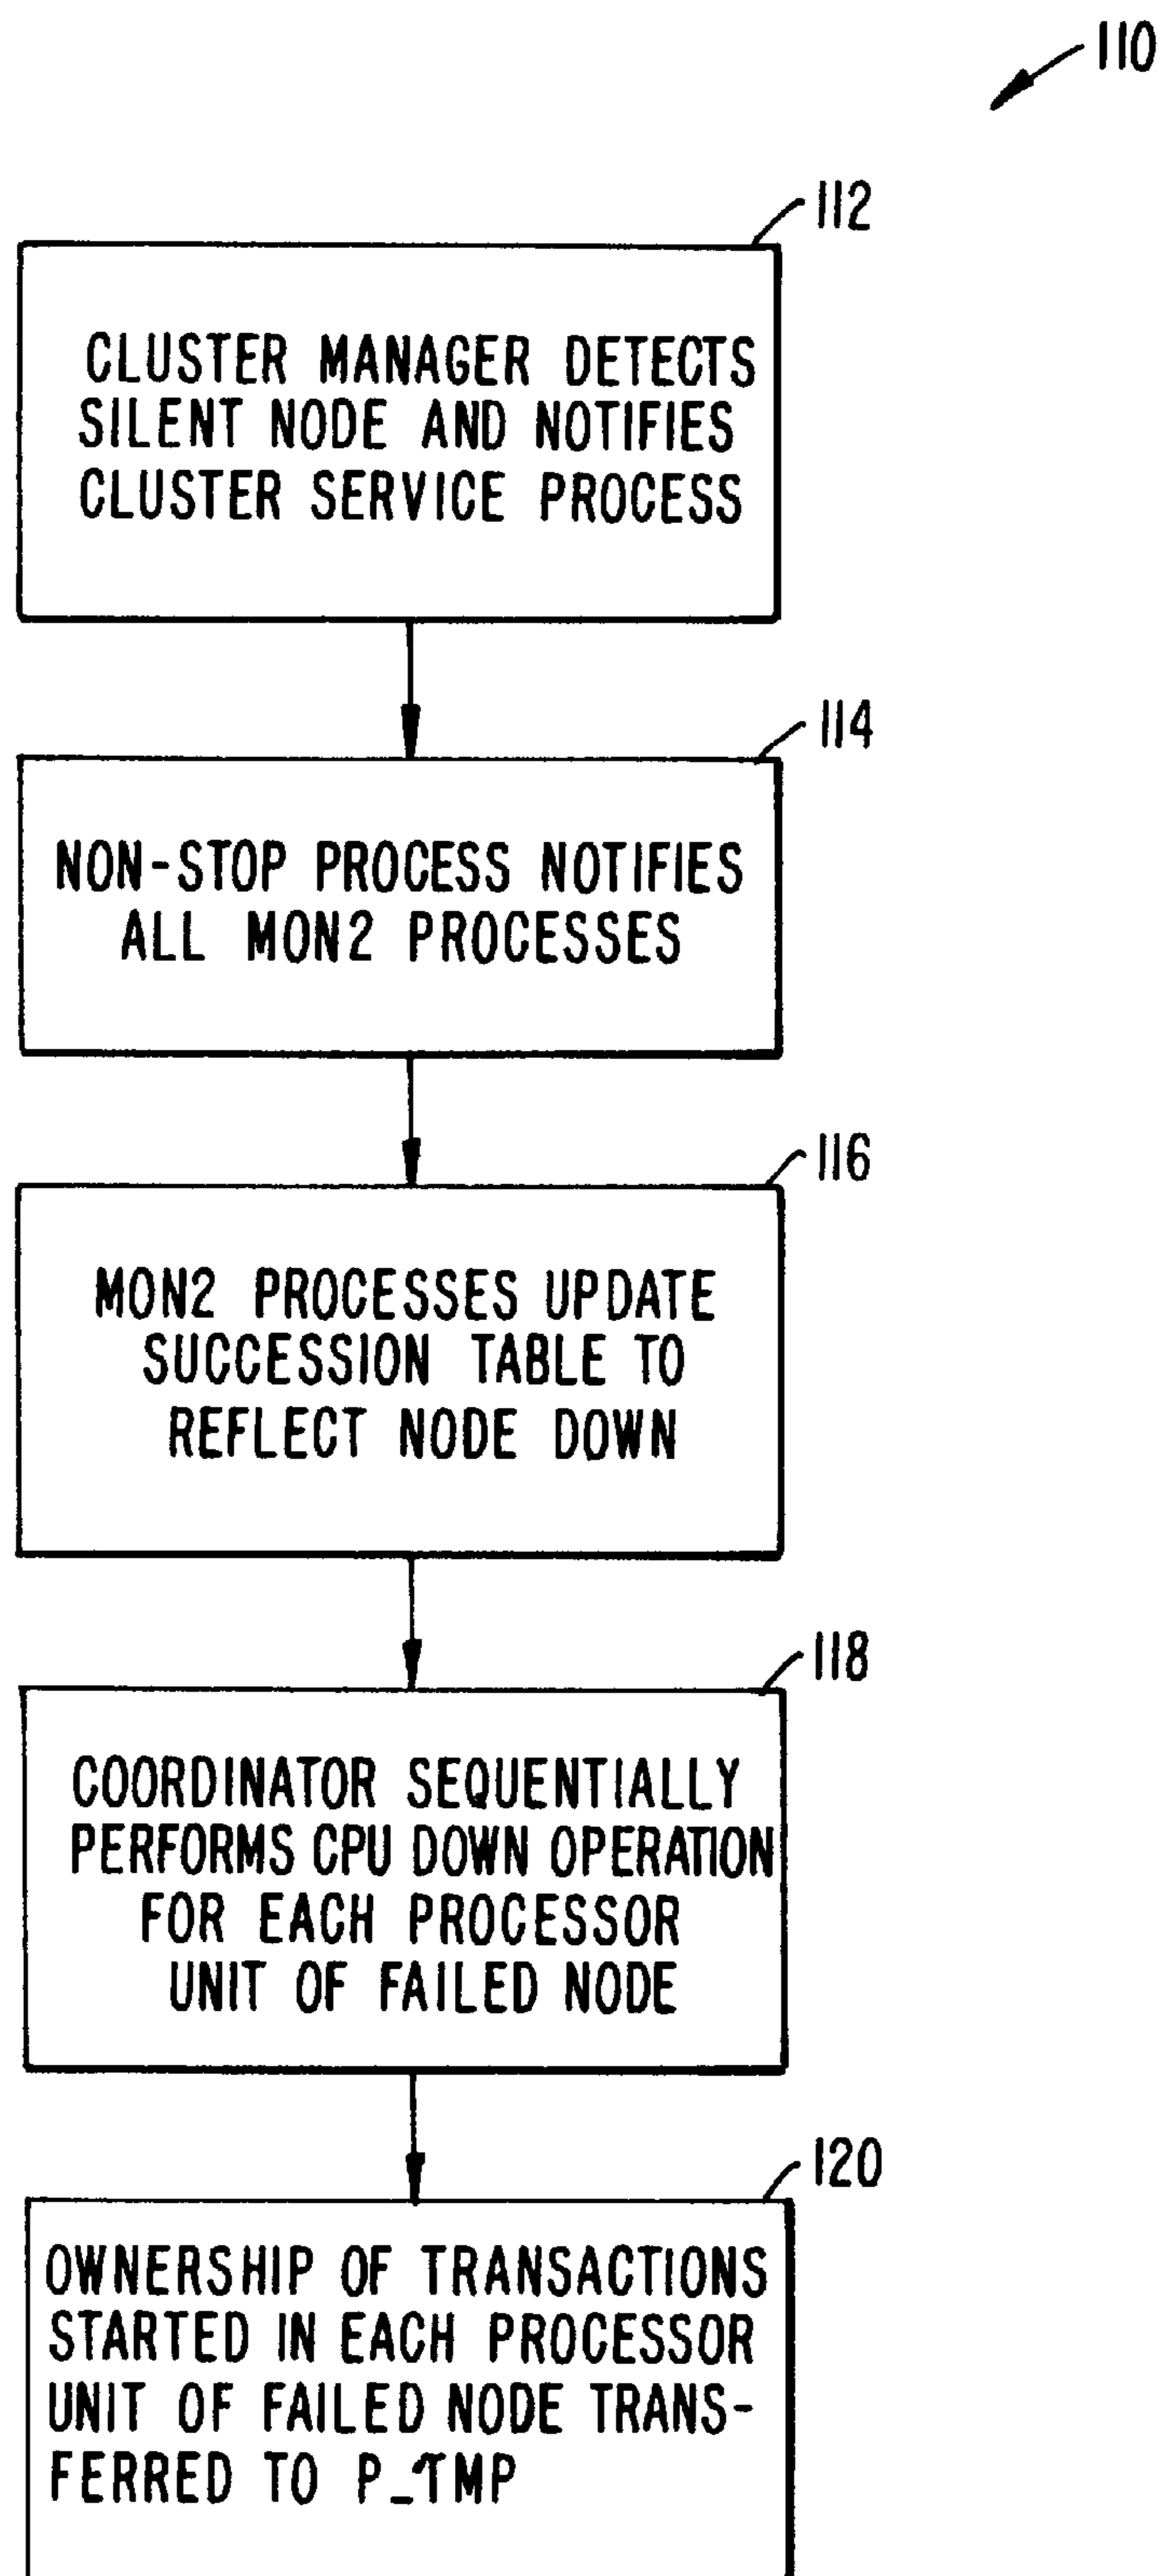 110
112
CLUSTER MANAGER DETECTS
SILENT NODE AND NOTIFIES
CLUSTER SERVICE PROCESS
114
NON-STOP PROCESS NOTIFIES
ALL MON2 PROCESSES
116
MON2 PROCESSES UPDATE
SUCCESSION TABLE TO
REFLECT NODE DOWN
118
COORDINATOR SEQUENTIALLY
PERFORMS CPU DOWN OPERATION
FOR EACH PROCESSOR
UNIT OF FAILED NODE
120
OWNERSHIP OF TRANSACTIONS
STARTED IN EACH PROCESSOR
UNIT OF FAILED NODE TRANS-
FERRED TO P_TMP